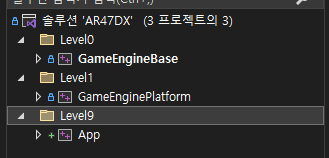 솔루션 'AR47DX' (3 프로젝트의 3)
Level0
GameEngineBase
Level1
GameEnginePlatform
Level9
App